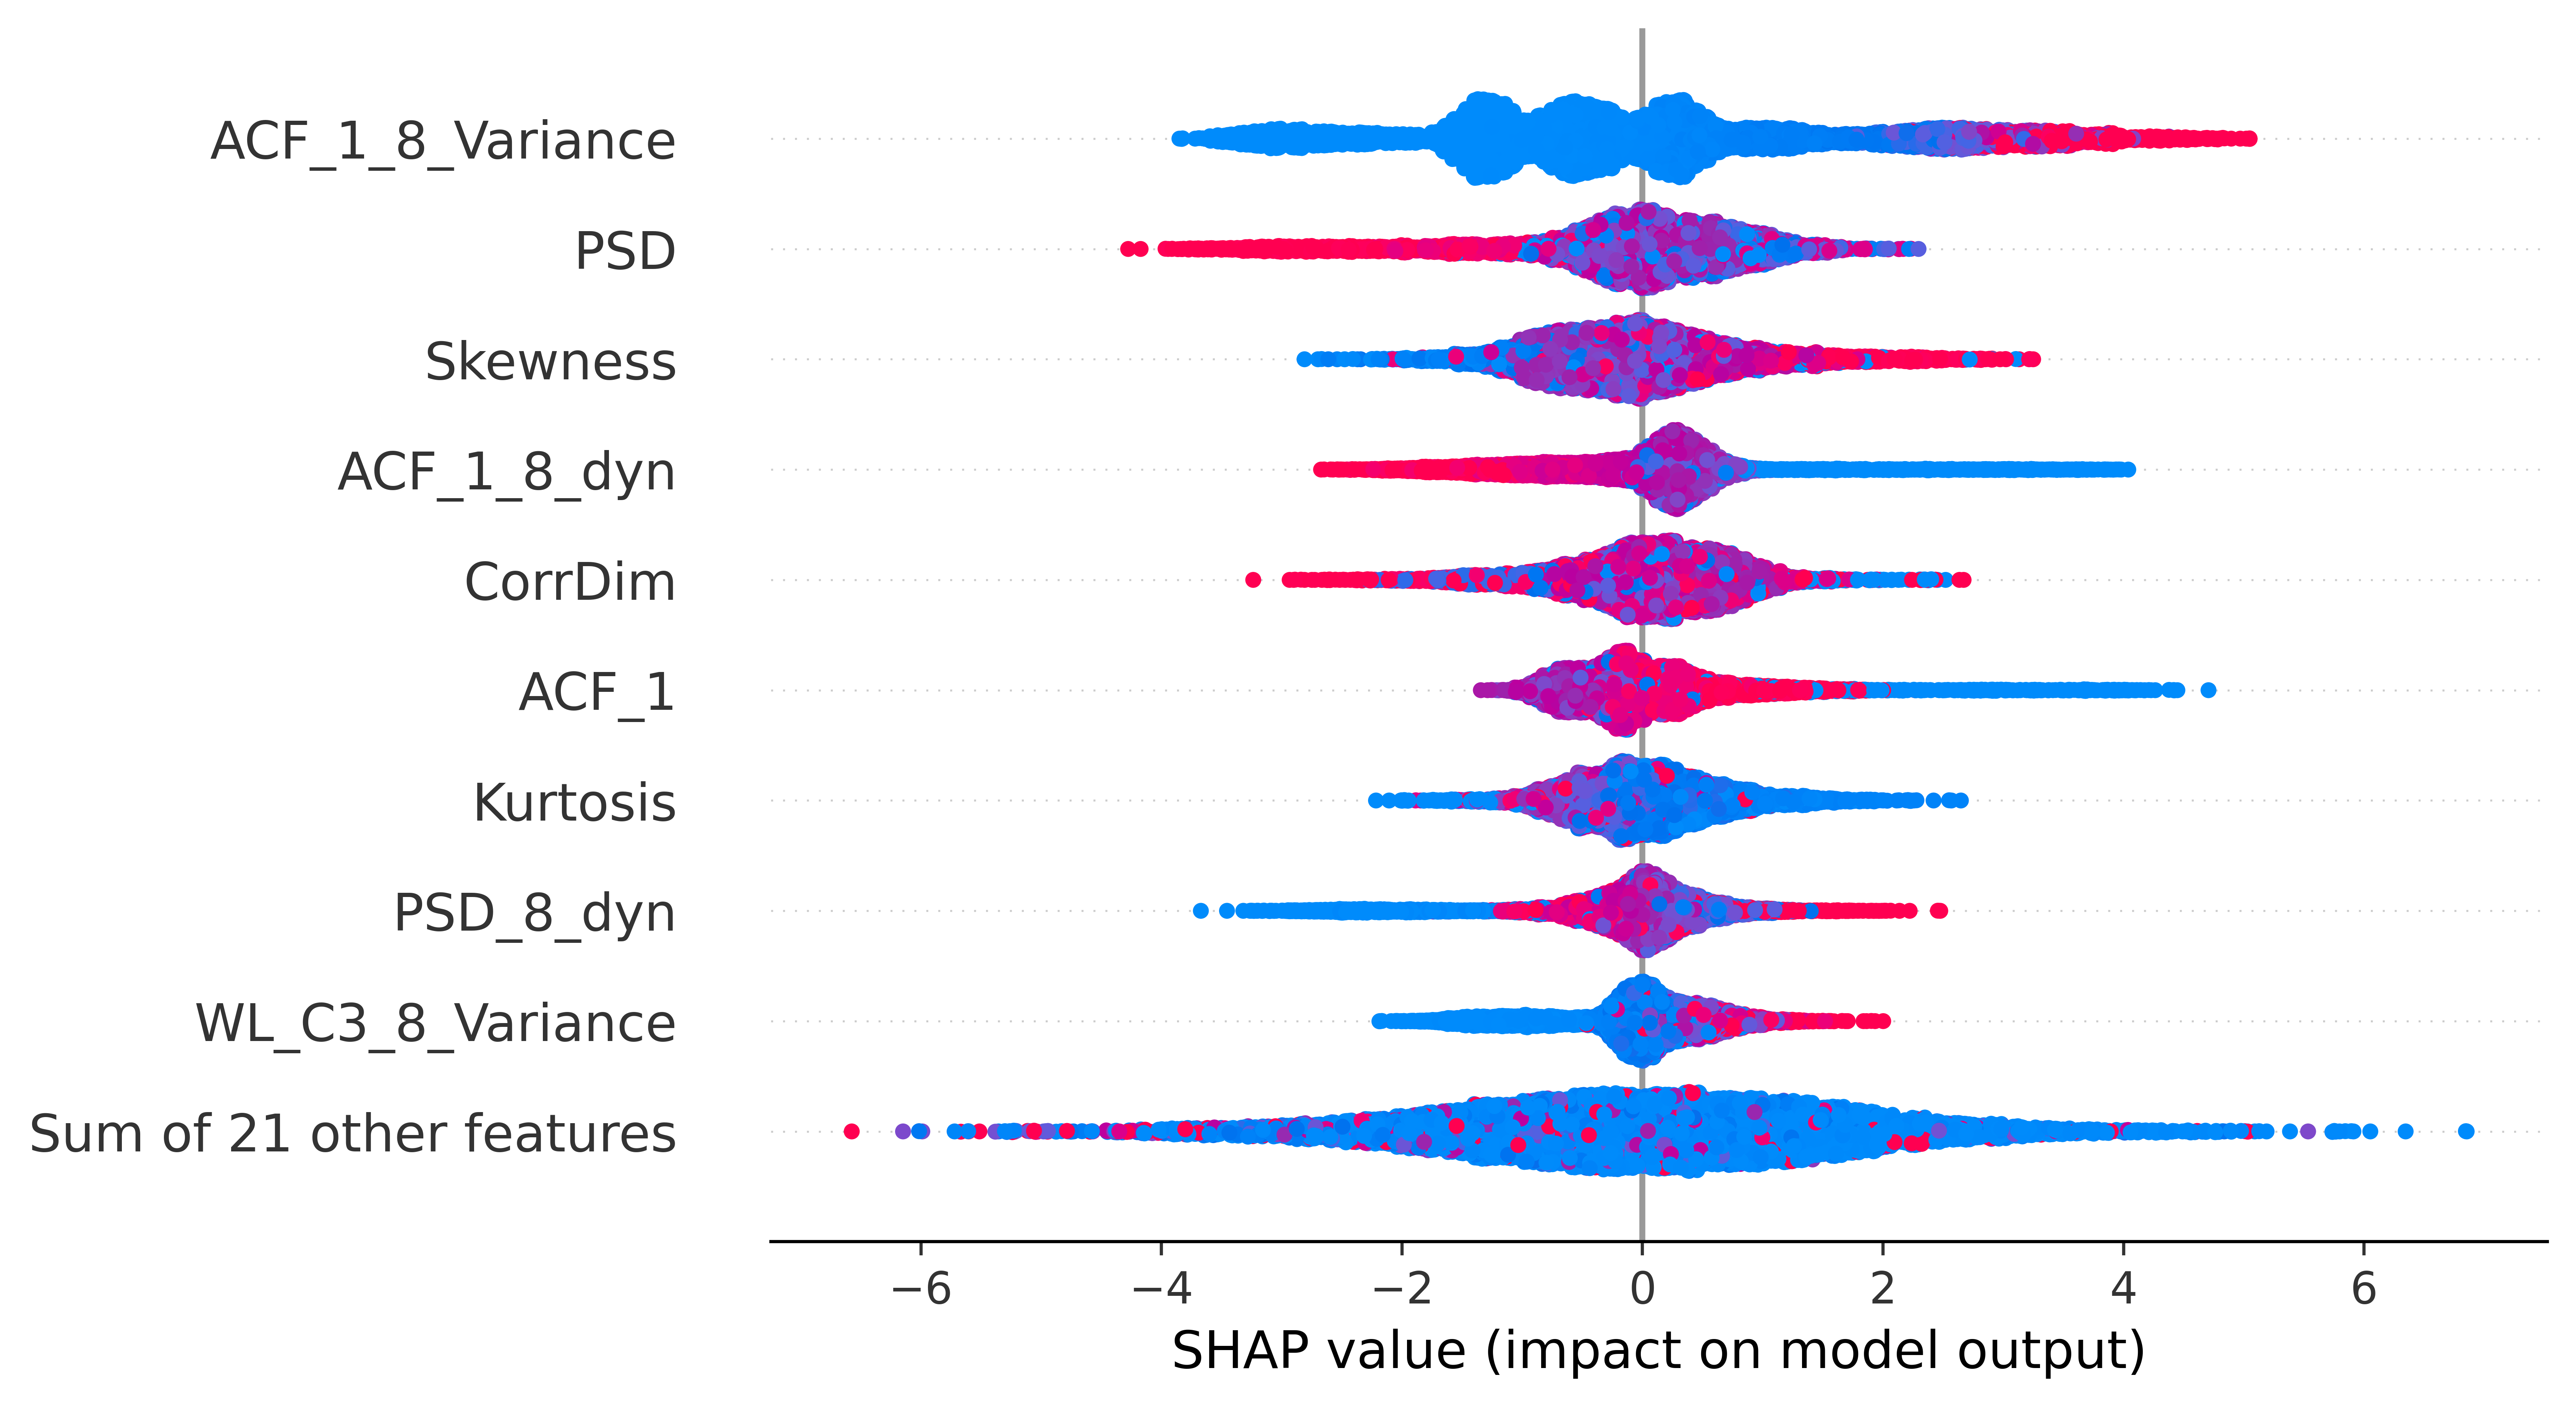 ACF_1_8_Variance
PSD
Skewness
ACF_1_8_dyn
CorrDim
ACF_1
Kurtosis
PSD_8_dyn
WL_C3_8_Variance
Sum of 21 other features
−6 −4 −2 0 2 4 6
SHAP value (impact on model output)